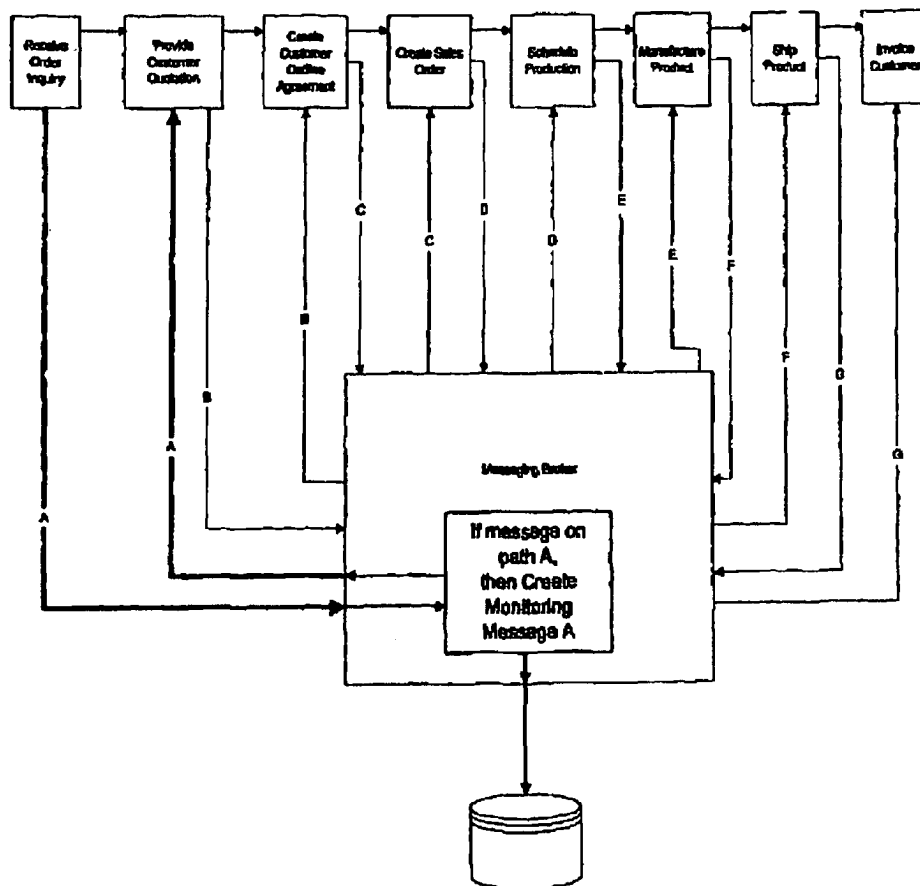 Receive
Order
Inquiry
Provide
Customer
Quotation
Create
Customer
Outline
Agreement
Create Sales
Order
Schedule
Production
Manufacture
Product
Ship
Product
Invoice
Customer
C
D
E
C
D
E
F
B
F
G
B
A
G
A
Messaging Broker
If message on
path A,
then Create
Monitoring
Message A